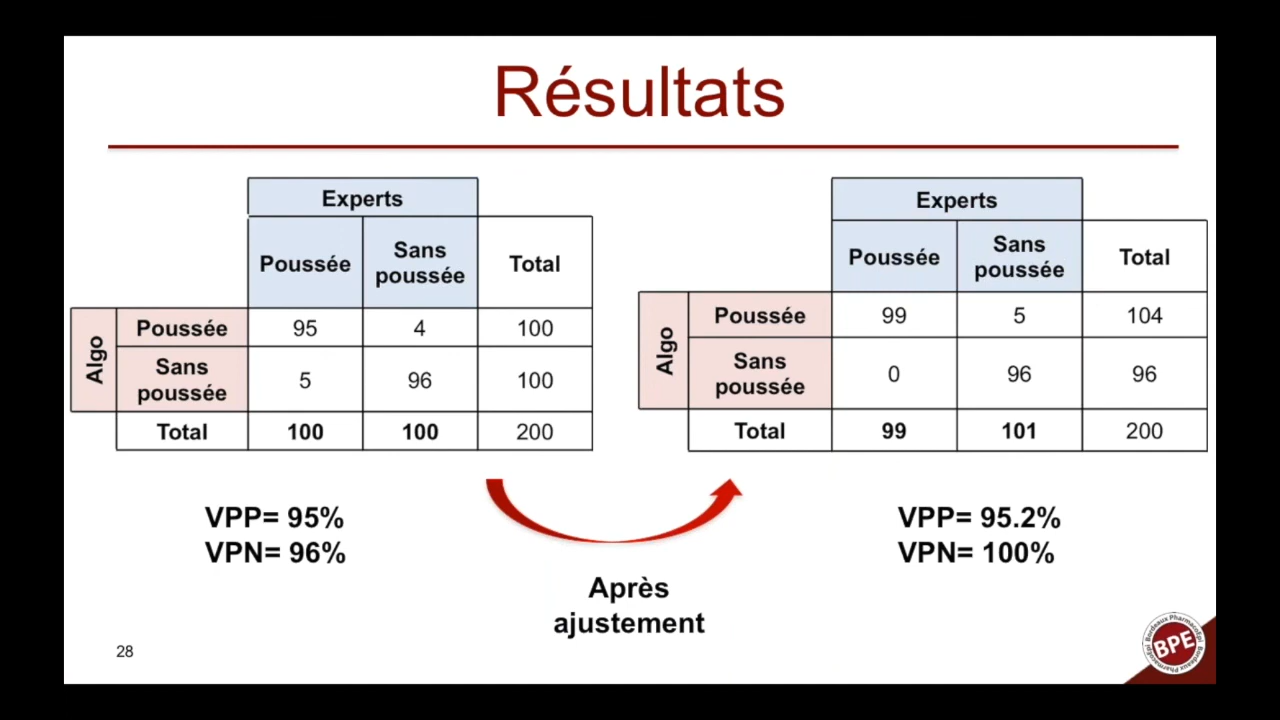 Résultats
Experts
Poussée
Sans
poussée
Total
Algo
Poussée
95
4
100
Sans
poussée
5
96
100
Total
100
100
200
Experts
Poussée
Sans
poussée
Total
Algo
Poussée
99
5
104
Sans
poussée
0
96
96
Total
99
101
200
VPP= 95%
VPN= 96%
VPP= 95.2%
VPN= 100%
Après
ajustement
28
BPE
Bordeaux PharmacoEpi